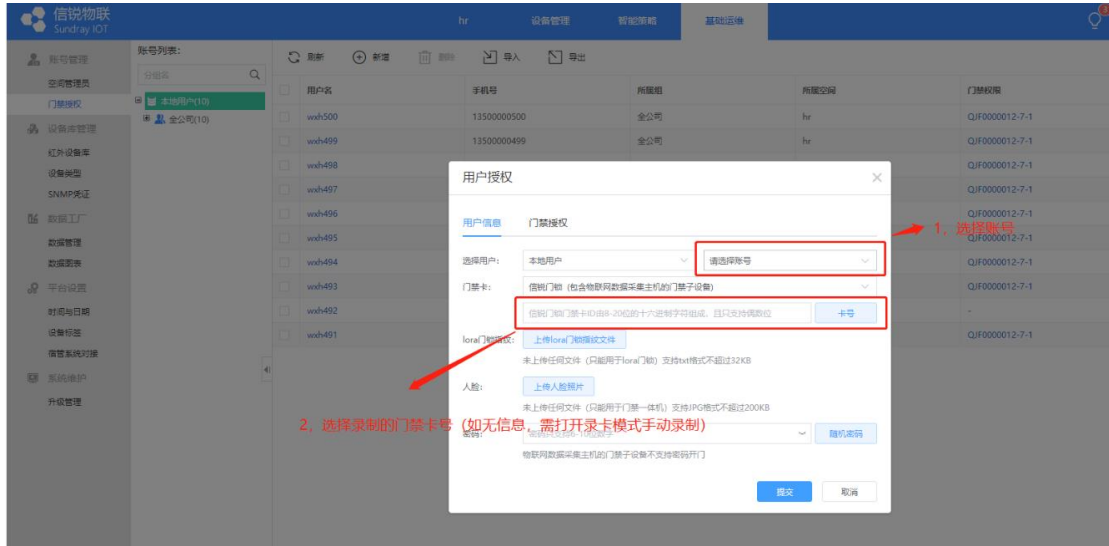 信锐物联
Sundray IOT
hr 设备管理 智能策略 基础运维
账号管理
空间管理员
门禁授权
设备库管理
红外设备库
设备类型
SNMP凭证
数据工厂
数据管理
数据图表
平台设置
时间与日期
设备标签
宿管系统对接
系统维护
升级管理
账号列表:
分组名
本地用户(10)
全公司(10)
刷新 新增 删除 导入 导出
用户名 手机号 所属组 所属空间 门禁权限
wxh500 13500000500 全公司 hr QJF0000012-7-1
wxh499 13500000499 全公司 hr QJF0000012-7-1
wxh498 QJF0000012-7-1
wxh497 QJF0000012-7-1
wxh496 QJF0000012-7-1
wxh495 QJF0000012-7-1
wxh494 QJF0000012-7-1
wxh493 QJF0000012-7-1
wxh492 -
wxh491 QJF0000012-7-1
用户授权
用户信息 门禁授权
选择用户: 本地用户 请选择账号
门禁卡: 信锐门锁 (包含物联网数据采集主机的门禁子设备)
信锐门锁门禁卡ID由8-20位的十六进制字符组成，且只支持偶数位 卡号
lora门锁指纹: 上传lora门锁指纹文件
未上传任何文件 (只能用于lora门锁) 支持txt格式不超过32KB
人脸: 上传人脸照片
未上传任何文件 (只能用于门禁一体机) 支持JPG格式不超过200KB
密码: 密码只支持6-10位数字 随机密码
物联网数据采集主机的门禁子设备不支持密码开门
提交 取消
1，选择账号
2，选择录制的门禁卡号（如无信息，需打开录卡模式手动录制）